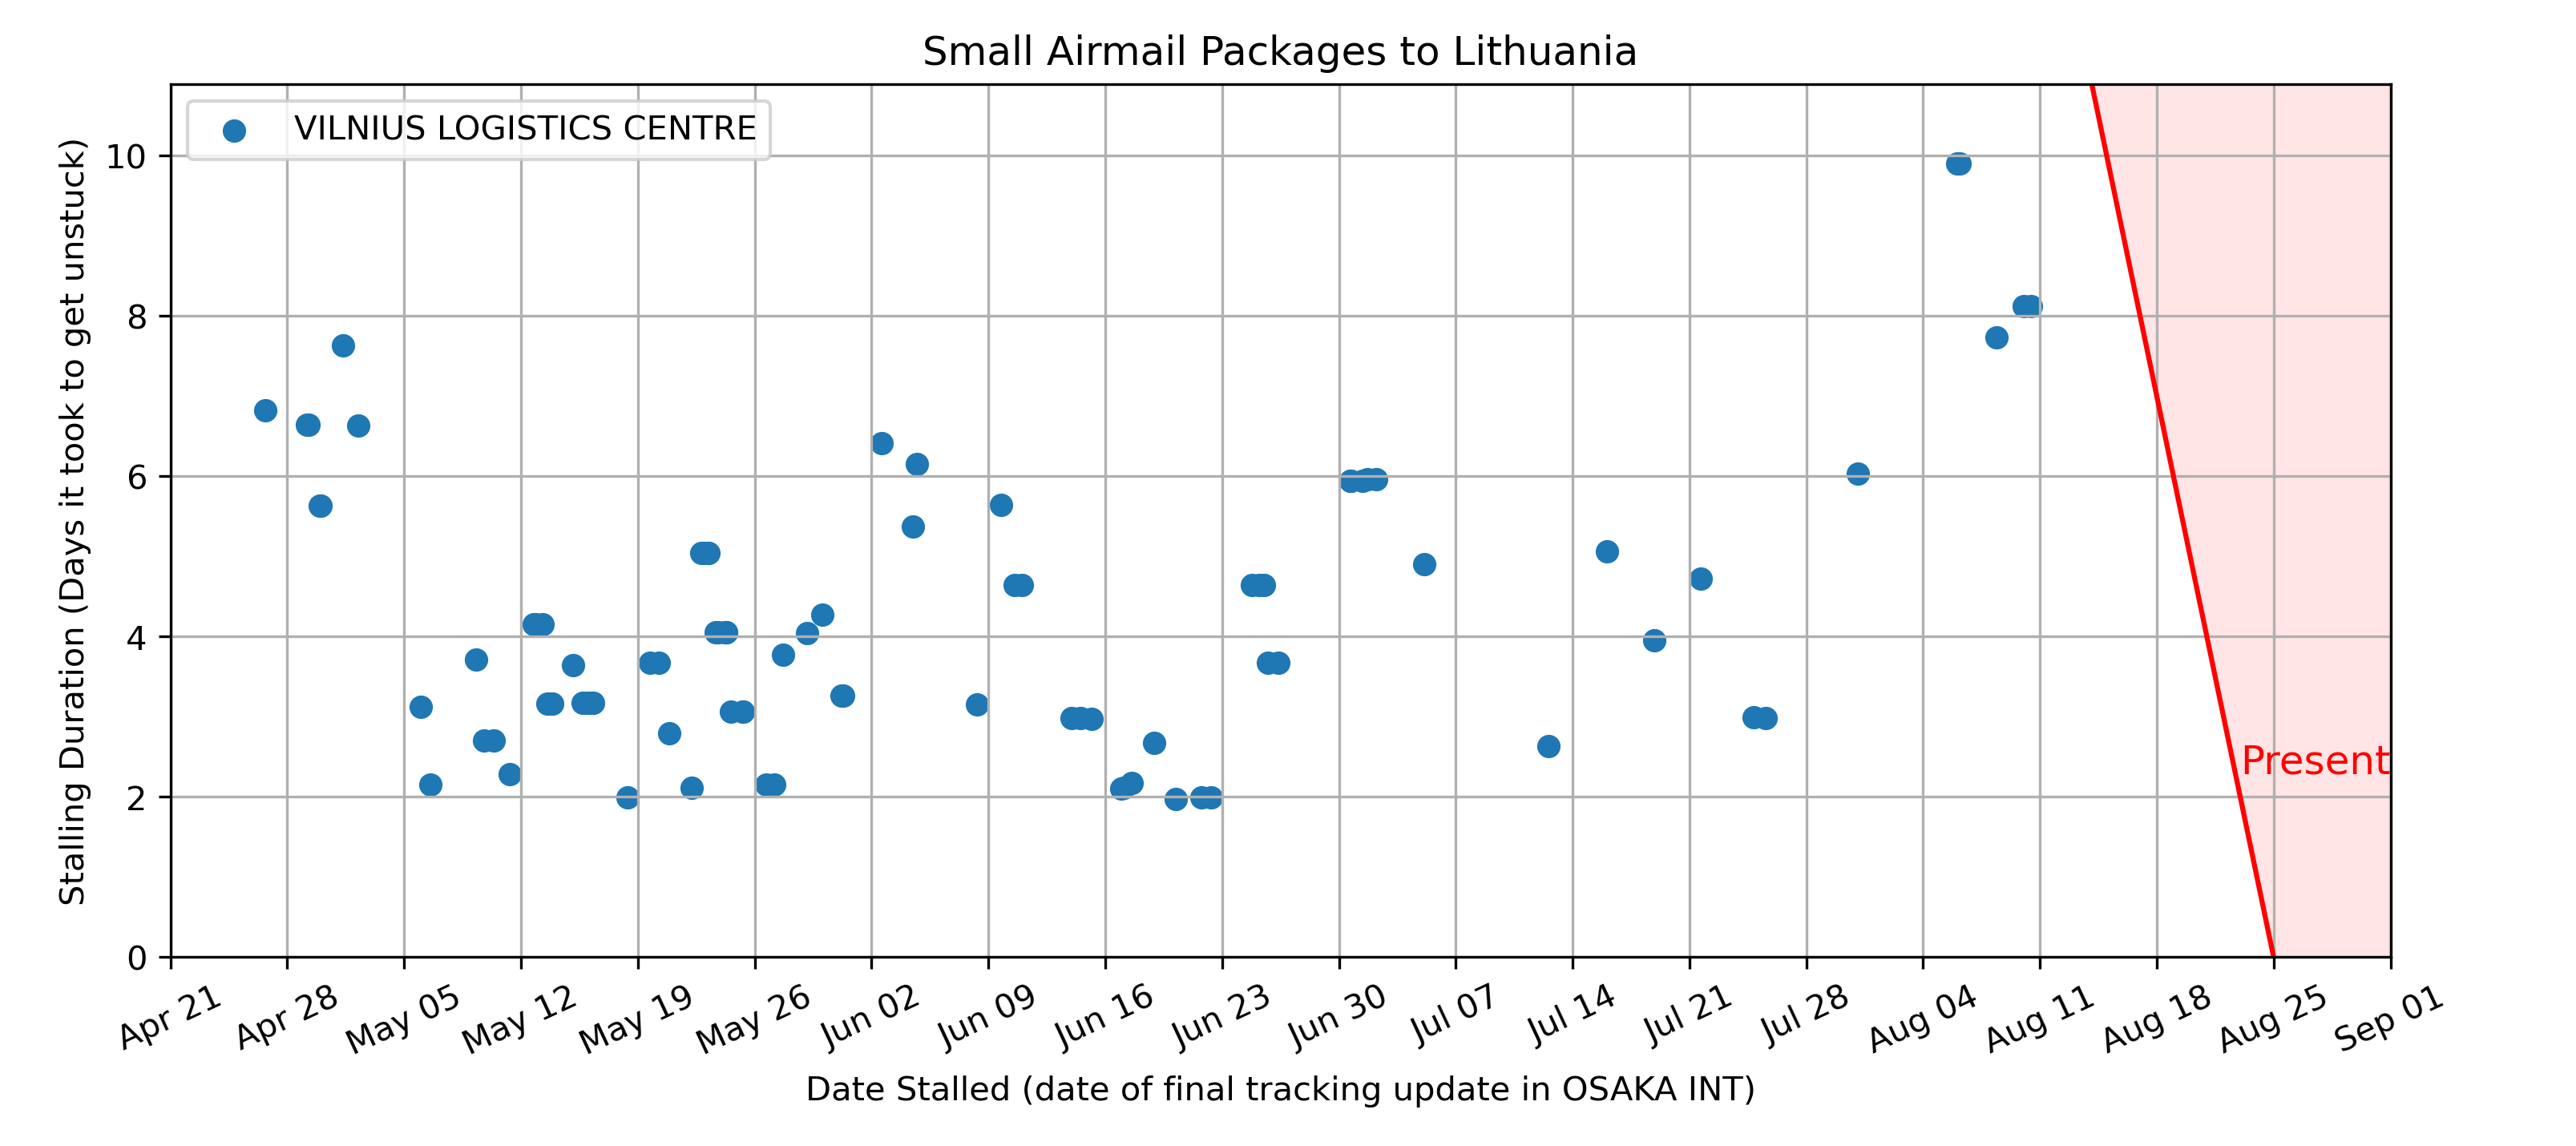 Small Airmail Packages to Lithuania
VILNIUS LOGISTICS CENTRE
Stalling Duration (Days it took to get unstuck)
10
8
6
4
2
0
Present
Apr 21
Apr 28
May 05
May 12
May 19
May 26
Jun 02
Jun 09
Jun 16
Jun 23
Jun 30
Jul 07
Jul 14
Jul 21
Jul 28
Aug 04
Aug 11
Aug 18
Aug 25
Sep 01
Date Stalled (date of final tracking update in OSAKA INT)